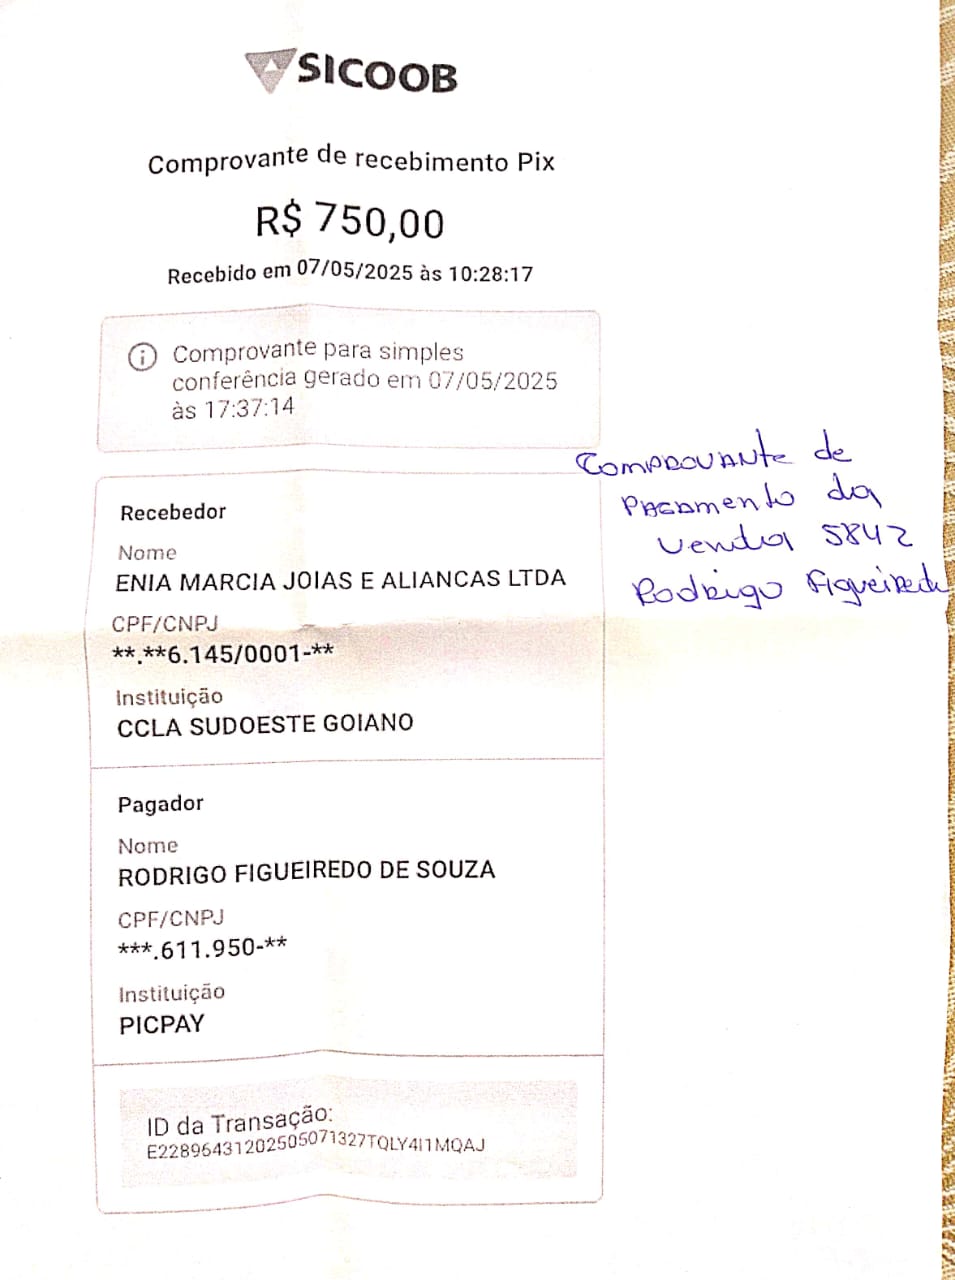 SICOOB
Comprovante de recebimento Pix
R$ 750,00
Recebido em 07/05/2025 às 10:28:17
Comprovante para simples
conferência gerado em 07/05/2025
às 17:37:14
Comprovante de
Pagamento da
Venda 5842
Rodrigo Figueiredo
Recebedor
Nome
ENIA MARCIA JOIAS E ALIANCAS LTDA
CPF/CNPJ
**.**6.145/0001-**
Instituição
CCLA SUDOESTE GOIANO
Pagador
Nome
RODRIGO FIGUEIREDO DE SOUZA
CPF/CNPJ
***.611.950-**
Instituição
PICPAY
ID da Transação:
E22896431202505071327TQLY4I1MQAJ